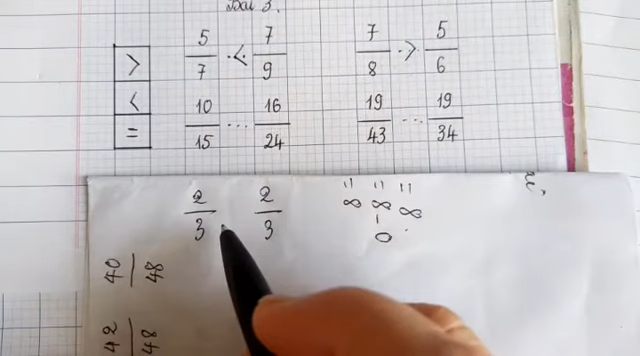 Bài 3.
5/7 .<. 7/9 7/8 .>. 5/6
>
<
=
10/15 ... 16/24 19/43 ... 19/34
2/3 2/3
40/48
42/48